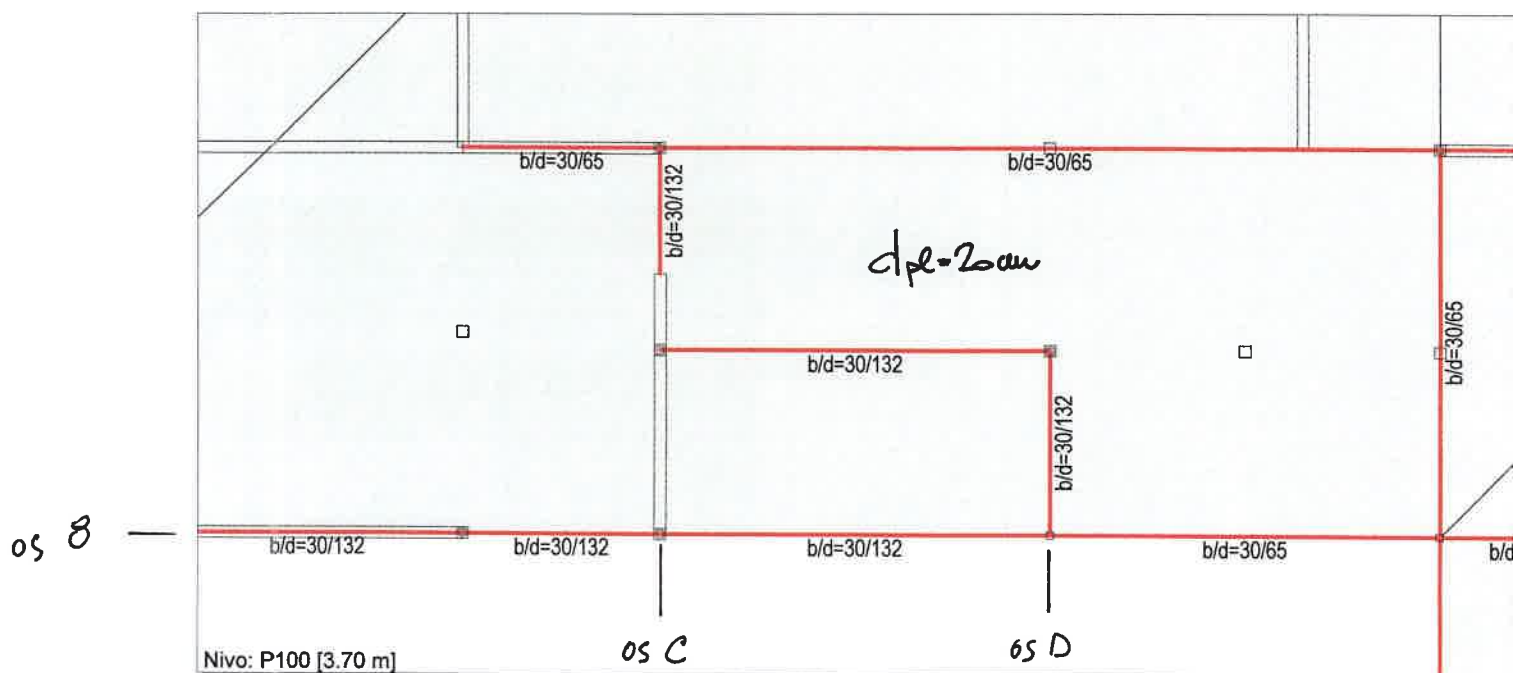 b/d=30/65
b/d=30/65
b/d=30/132
dpl=20cm
b/d=30/65
b/d=30/132
b/d=30/132
os 8
b/d=30/132
b/d=30/132
b/d=30/132
b/d=30/65
b/d
Nivo: P100 [3.70 m]
os C
os D